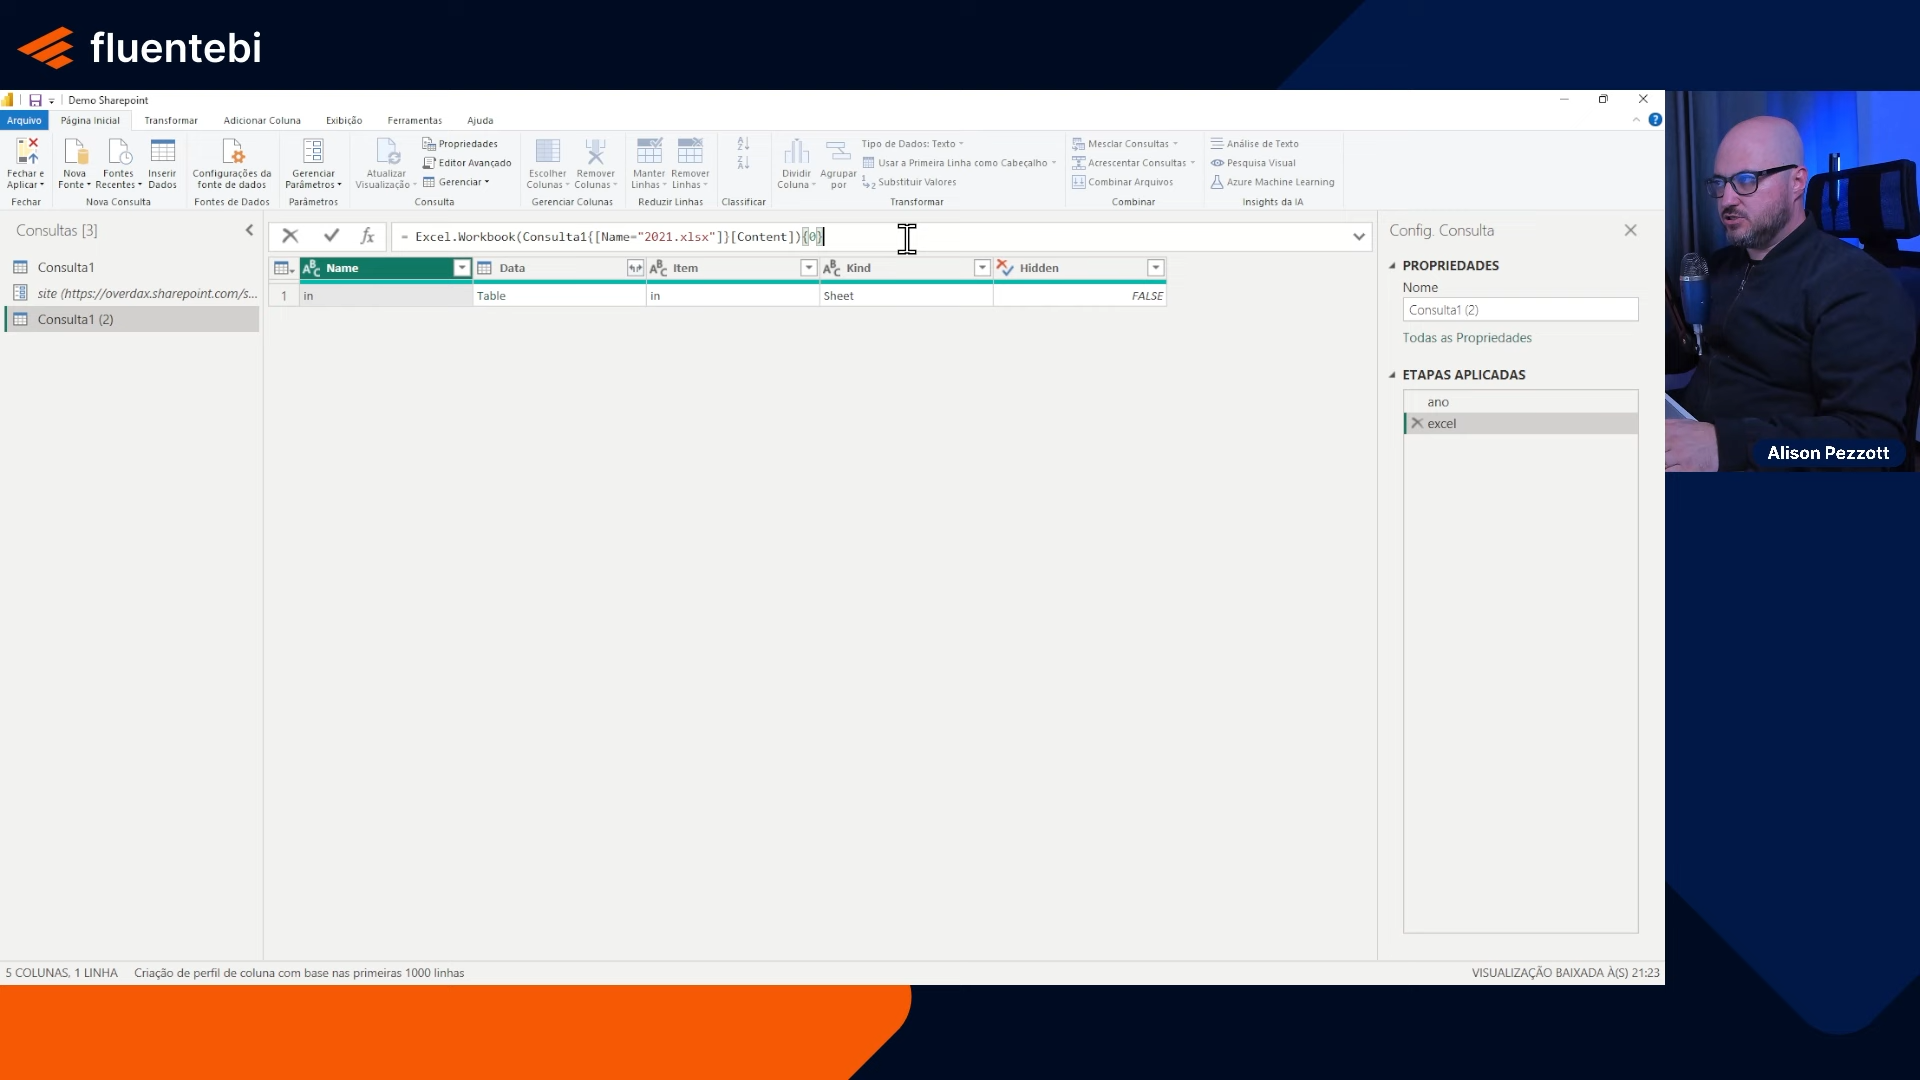 fluentebi
Demo Sharepoint
Arquivo Página Inicial Transformar Adicionar Coluna Exibição Ferramentas Ajuda
Fechar e Aplicar
Nova Fonte
Fontes Recentes
Inserir Dados
Configurações da fonte de dados
Gerenciar Parâmetros
Atualizar Visualização
Propriedades
Editor Avançado
Gerenciar
Escolher Colunas
Remover Colunas
Manter Linhas
Remover Linhas
Dividir Coluna
Agrupar por
Tipo de Dados: Texto
Usar a Primeira Linha como Cabeçalho
Substituir Valores
Mesclar Consultas
Acrescentar Consultas
Combinar Arquivos
Análise de Texto
Pesquisa Visual
Azure Machine Learning
Fechar Nova Consulta Fontes de Dados Parâmetros Consulta Gerenciar Colunas Reduzir Linhas Classificar Transformar Combinar Insights da IA
Consultas [3]
Consulta1
site (https://overdax.sharepoint.com/s...
Consulta1 (2)
= Excel.Workbook(Consulta1{[Name="2021.xlsx"]}[Content]){0}
Name Data Item Kind Hidden
1 in Table in Sheet FALSE
Config. Consulta
PROPRIEDADES
Nome
Consulta1 (2)
Todas as Propriedades
ETAPAS APLICADAS
ano
excel
Alison Pezzott
5 COLUNAS, 1 LINHA Criação de perfil de coluna com base nas primeiras 1000 linhas
VISUALIZAÇÃO BAIXADA À(S) 21:23